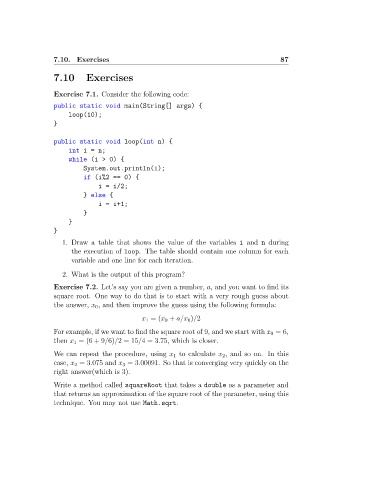 7.10. Exercises 87
7.10 Exercises
Exercise 7.1. Consider the following code:
public static void main(String[] args) {
loop(10);
}
public static void loop(int n) {
int i = n;
while (i > 0) {
System.out.println(i);
if (i%2 == 0) {
i = i/2;
} else {
i = i+1;
}
}
}
1. Draw a table that shows the value of the variables i and n during
the execution of loop. The table should contain one column for each
variable and one line for each iteration.
2. What is the output of this program?
Exercise 7.2. Let's say you are given a number, a, and you want to find its
square root. One way to do that is to start with a very rough guess about
the answer, x₀, and then improve the guess using the following formula:
x₁ = (x₀ + a/x₀)/2
For example, if we want to find the square root of 9, and we start with x₀ = 6,
then x₁ = (6 + 9/6)/2 = 15/4 = 3.75, which is closer.
We can repeat the procedure, using x₁ to calculate x₂, and so on. In this
case, x₂ = 3.075 and x₃ = 3.00091. So that is converging very quickly on the
right answer(which is 3).
Write a method called squareRoot that takes a double as a parameter and
that returns an approximation of the square root of the parameter, using this
technique. You may not use Math.sqrt.